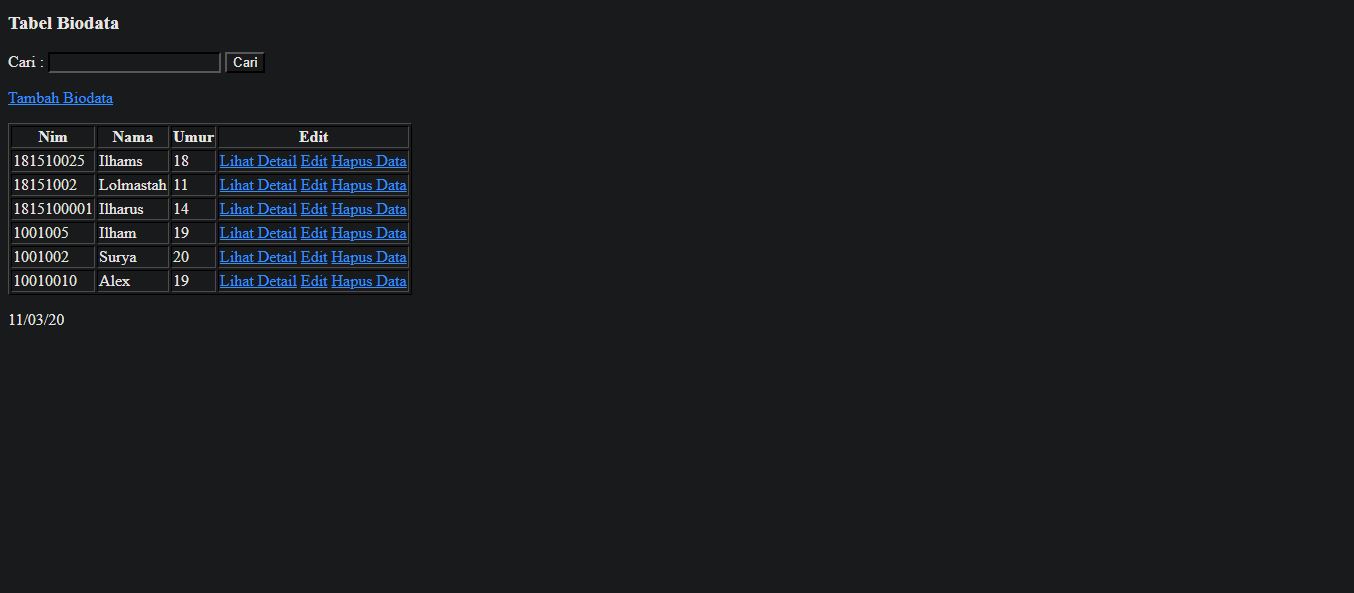 Tabel Biodata
Cari : Cari
Tambah Biodata
Nim Nama Umur Edit
181510025 Ilhams 18 Lihat Detail Edit Hapus Data
18151002 Lolmastah 11 Lihat Detail Edit Hapus Data
1815100001 Ilharus 14 Lihat Detail Edit Hapus Data
1001005 Ilham 19 Lihat Detail Edit Hapus Data
1001002 Surya 20 Lihat Detail Edit Hapus Data
10010010 Alex 19 Lihat Detail Edit Hapus Data
11/03/20